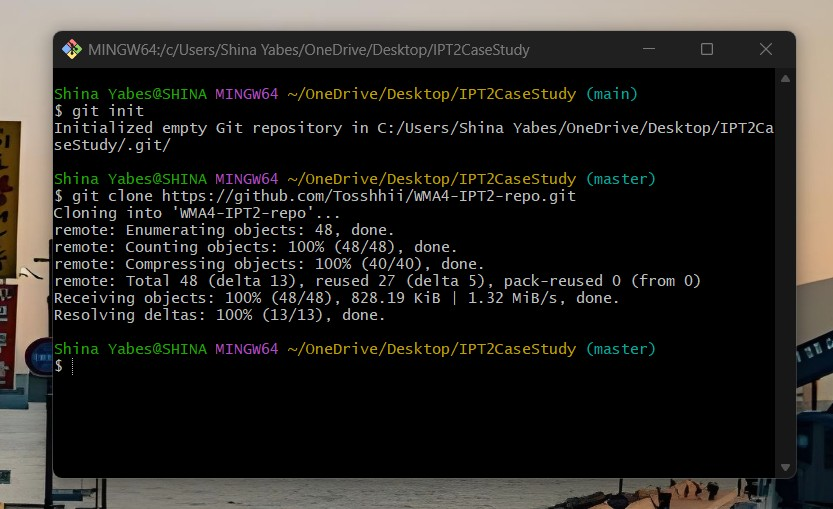 MINGW64:/c/Users/Shina Yabes/OneDrive/Desktop/IPT2CaseStudy
Shina Yabes@SHINA MINGW64 ~/OneDrive/Desktop/IPT2CaseStudy (main)
$ git init
Initialized empty Git repository in C:/Users/Shina Yabes/OneDrive/Desktop/IPT2Ca
seStudy/.git/
Shina Yabes@SHINA MINGW64 ~/OneDrive/Desktop/IPT2CaseStudy (master)
$ git clone https://github.com/Tosshhii/WMA4-IPT2-repo.git
Cloning into 'WMA4-IPT2-repo'...
remote: Enumerating objects: 48, done.
remote: Counting objects: 100% (48/48), done.
remote: Compressing objects: 100% (40/40), done.
remote: Total 48 (delta 13), reused 27 (delta 5), pack-reused 0 (from 0)
Receiving objects: 100% (48/48), 828.19 KiB | 1.32 MiB/s, done.
Resolving deltas: 100% (13/13), done.
Shina Yabes@SHINA MINGW64 ~/OneDrive/Desktop/IPT2CaseStudy (master)
$